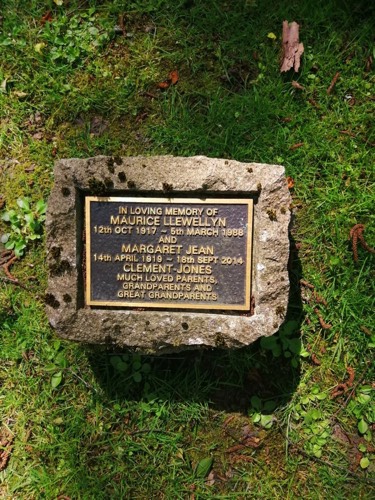 IN LOVING MEMORY OF
MAURICE LLEWELLYN
12th OCT 1917 ~ 5th MARCH 1988
AND
MARGARET JEAN
14th APRIL 1919 ~ 18th SEPT 2014
CLEMENT-JONES
MUCH LOVED PARENTS,
GRANDPARENTS AND
GREAT GRANDPARENTS